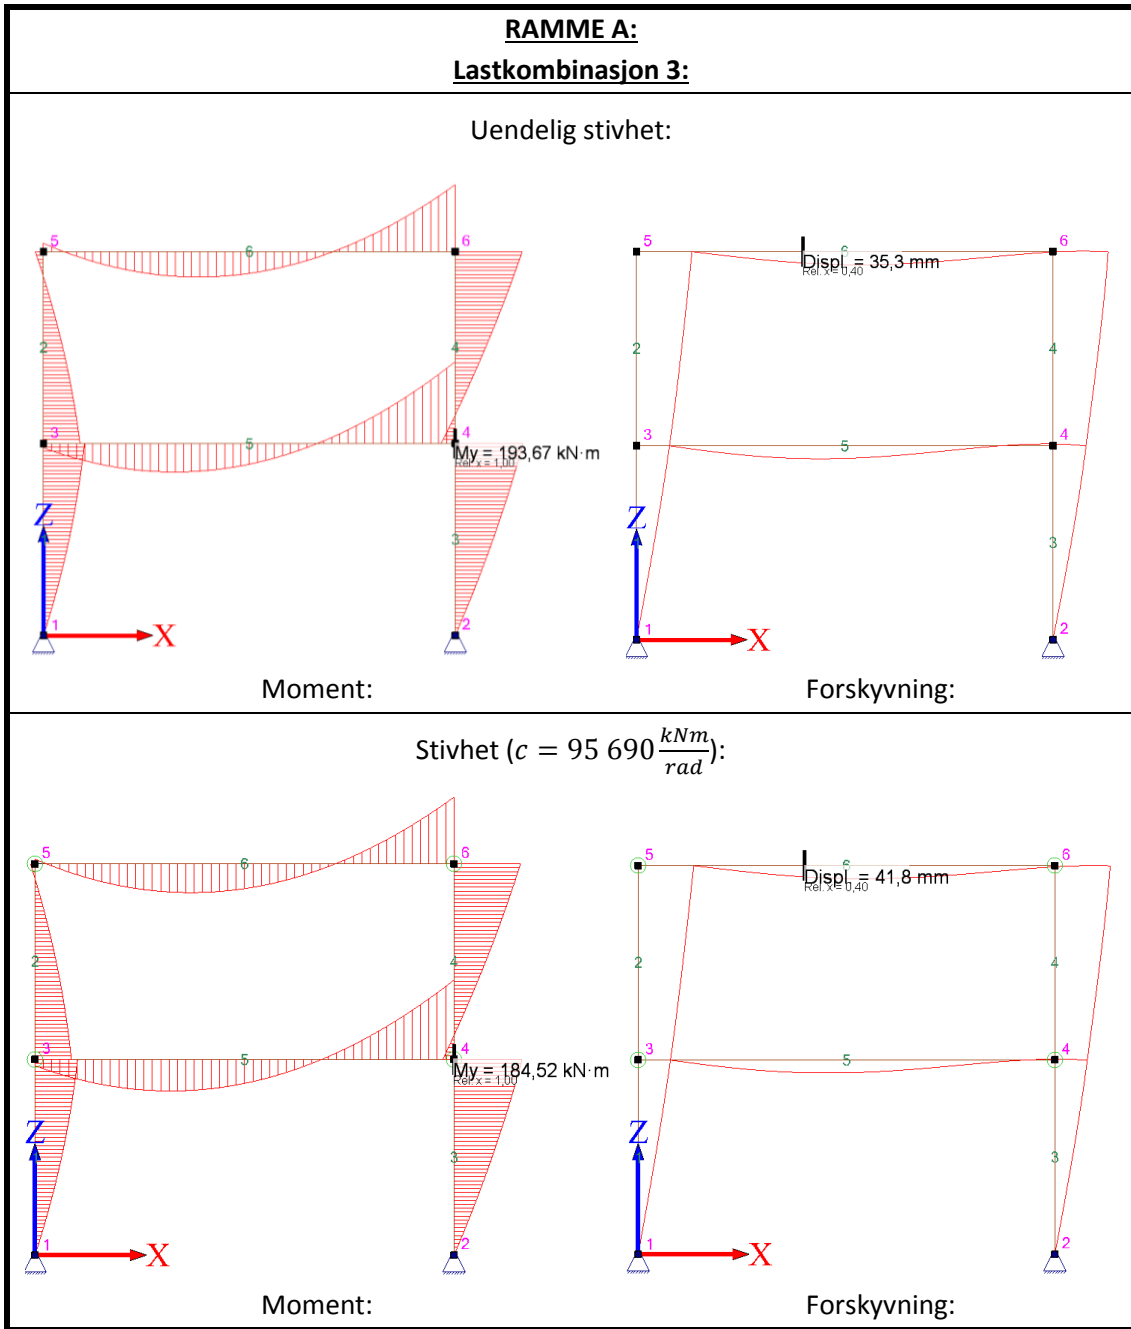 RAMME A:
Lastkombinasjon 3:
Uendelig stivhet:
5 6 6
2 4
3 5 4
My = 193,67 kN·m
Rel. x = 1,00
Z 3
1 X 2
Moment:
5 6 6
Displ. = 35,3 mm
Rel. x = 0,40
2 4
3 5 4
Z 3
1 X 2
Forskyvning:
Stivhet (c = 95 690 kNm/rad):
5 6 6
2 4
3 5 4
My = 184,52 kN·m
Rel. x = 1,00
Z 3
1 X 2
Moment:
5 6 6
Displ. = 41,8 mm
Rel. x = 0,40
2 4
3 5 4
Z 3
1 X 2
Forskyvning: